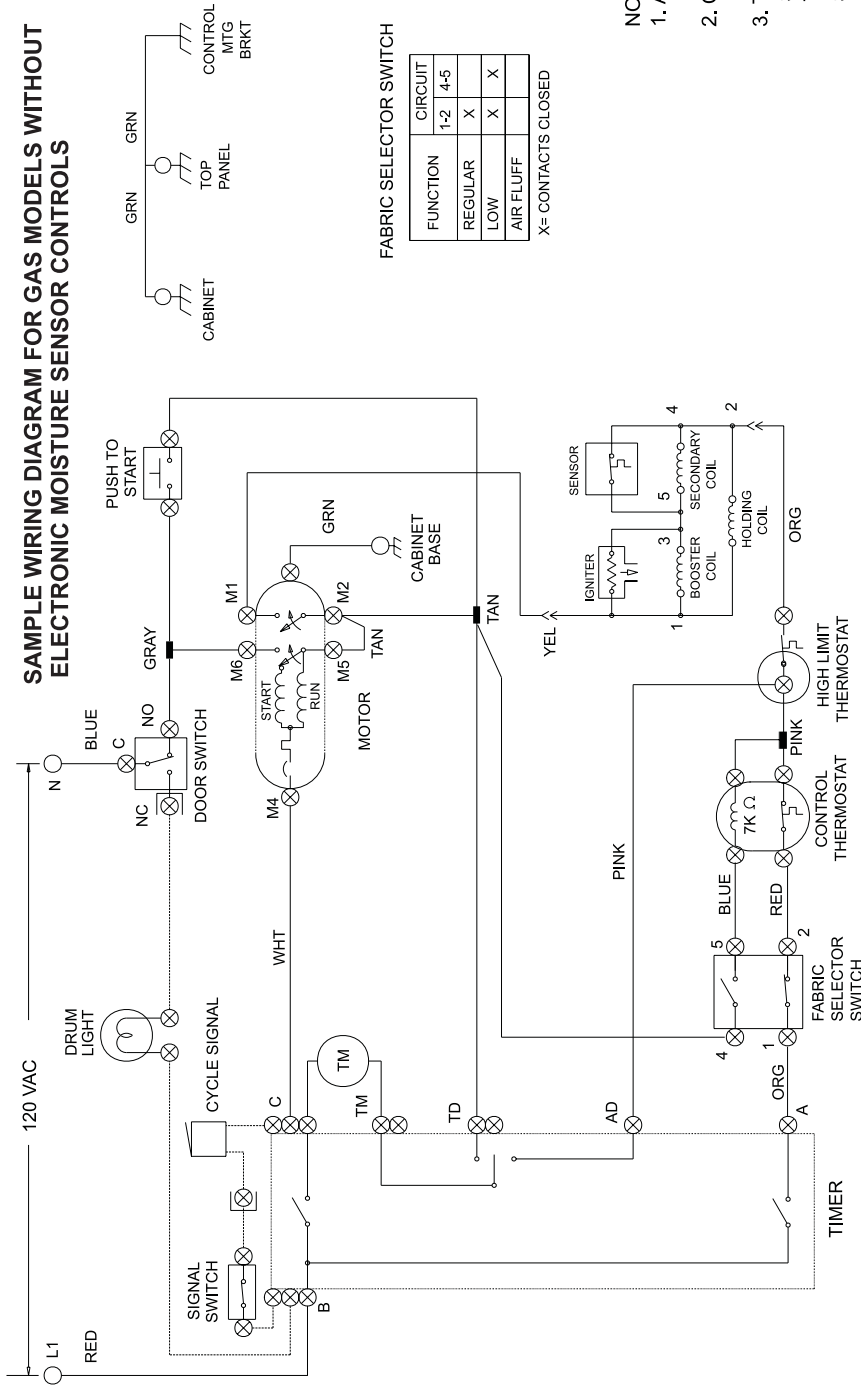 SAMPLE WIRING DIAGRAM FOR GAS MODELS WITHOUT
ELECTRONIC MOISTURE SENSOR CONTROLS
120 VAC
L1
RED
N
BLUE
C
NO
NC
DOOR SWITCH
GRAY
PUSH TO
START
DRUM
LIGHT
CYCLE SIGNAL
SIGNAL
SWITCH
B
C
TM
TM
TD
AD
A
TIMER
WHT
M4
M6
M1
START
RUN
M5
M2
MOTOR
TAN
GRN
CABINET
BASE
TAN
YEL
PINK
ORG
4
1
5
2
FABRIC
SELECTOR
SWITCH
BLUE
RED
7K Ω
CONTROL
THERMOSTAT
PINK
HIGH LIMIT
THERMOSTAT
ORG
IGNITER
SENSOR
1
3
5
4
2
BOOSTER
COIL
SECONDARY
COIL
HOLDING
COIL
GRN
GRN
CABINET
TOP
PANEL
CONTROL
MTG
BRKT
FABRIC SELECTOR SWITCH
FUNCTION CIRCUIT
1-2 4-5
REGULAR X
LOW X X
AIR FLUFF
X= CONTACTS CLOSED
NO
1. A
2. C
3.